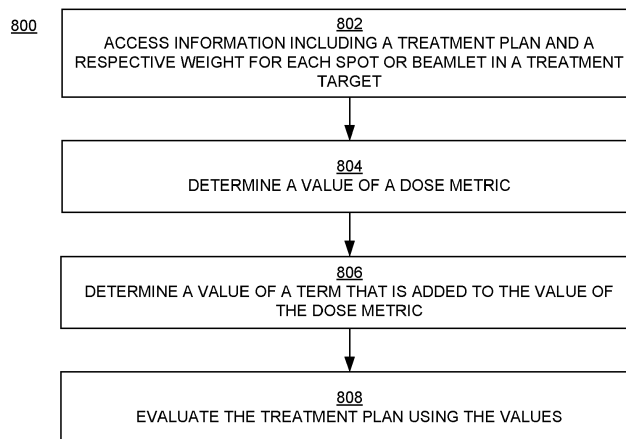 800
802
ACCESS INFORMATION INCLUDING A TREATMENT PLAN AND A
RESPECTIVE WEIGHT FOR EACH SPOT OR BEAMLET IN A TREATMENT
TARGET
804
DETERMINE A VALUE OF A DOSE METRIC
806
DETERMINE A VALUE OF A TERM THAT IS ADDED TO THE VALUE OF
THE DOSE METRIC
808
EVALUATE THE TREATMENT PLAN USING THE VALUES